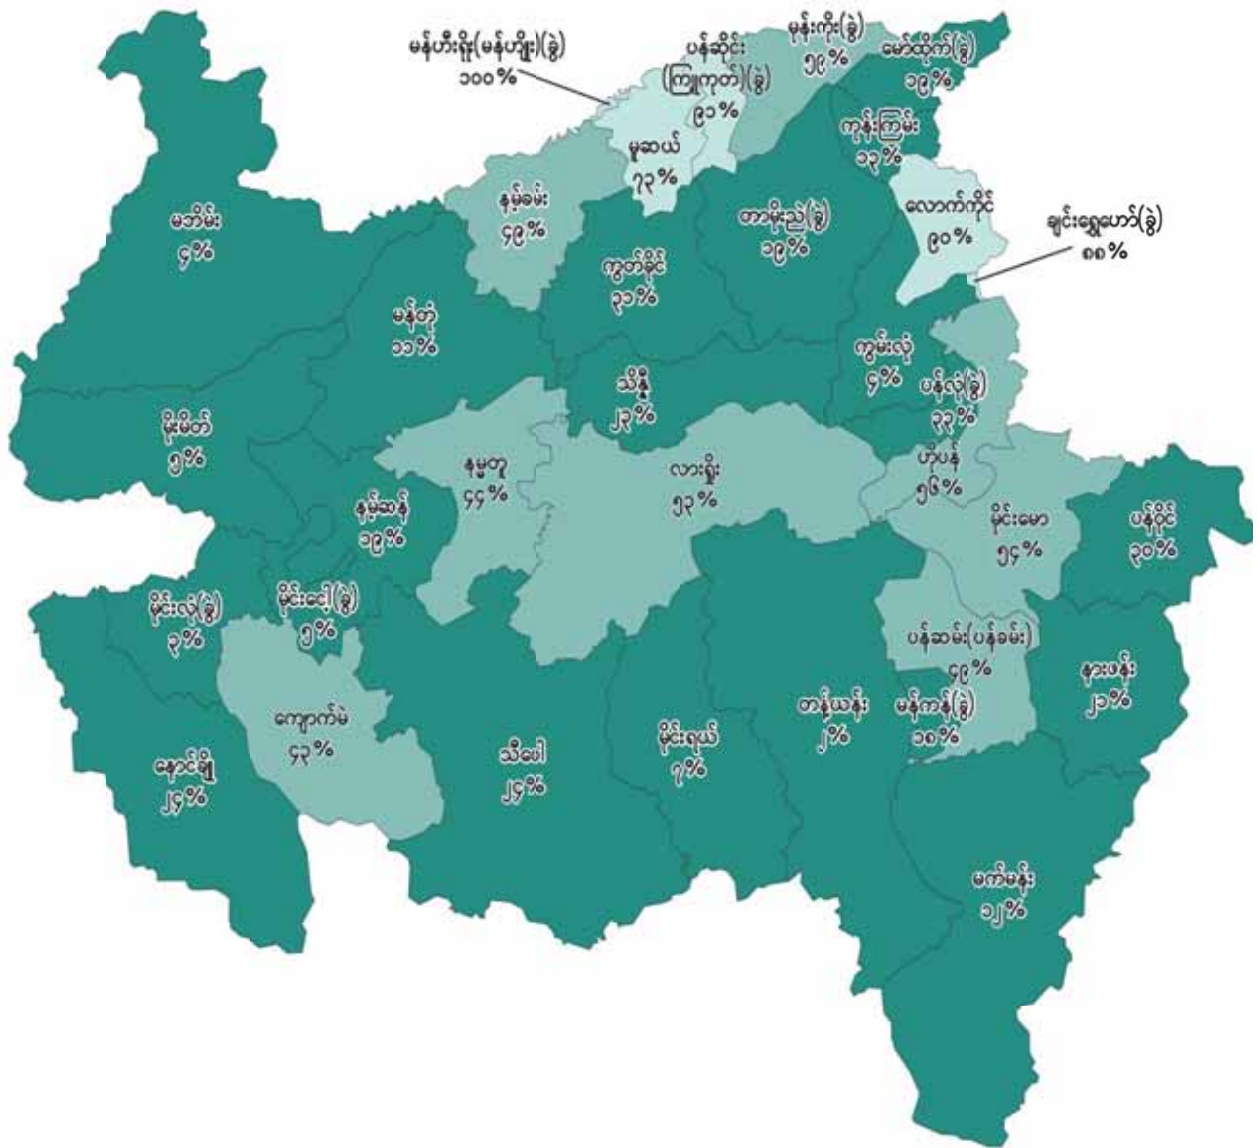 မန်ဟီးရိုး(မန်ဟျိုး)(ခွဲ)
၁၀၀%
ပန်ဆိုင်း
(ကြူကုတ်)(ခွဲ)
၉၁%
မုန်းကိုး(ခွဲ)
၅၉%
မော်ထိုက်(ခွဲ)
၁၉%
ကုန်းကြမ်း
၁၃%
မူဆယ်
၇၃%
နမ့်ခမ်း
၄၉%
မဘိမ်း
၄%
တာမိုးညဲ(ခွဲ)
၁၉%
လောက်ကိုင်
၉၀%
ချင်းရွှေဟော်(ခွဲ)
၈၈%
ကွတ်ခိုင်
၃၁%
မန်တုံ
၁၁%
ကွမ်းလုံ
၄%
သိန္နီ
၂၃%
ပန်လုံ(ခွဲ)
၃၃%
မိုးမိတ်
၅%
နမ္မတူ
၄၄%
လားရှိုး
၅၃%
ဟိုပန်
၅၆%
နမ့်ဆန်
၁၉%
မိုင်းမော
၅၄%
ပန်ဝိုင်
၃၀%
မိုင်းလုံ(ခွဲ)
၃%
မိုင်းငေါ့(ခွဲ)
၅%
ပန်ဆမ်း(ပန်ခမ်း)
၄၉%
နားဖန်း
၂၁%
ကျောက်မဲ
၄၃%
တန့်ယန်း
၂%
မန်ကန်(ခွဲ)
၁၈%
မိုင်းရယ်
၇%
သီပေါ
၂၄%
နောင်ချို
၂၄%
မက်မန်း
၁၂%